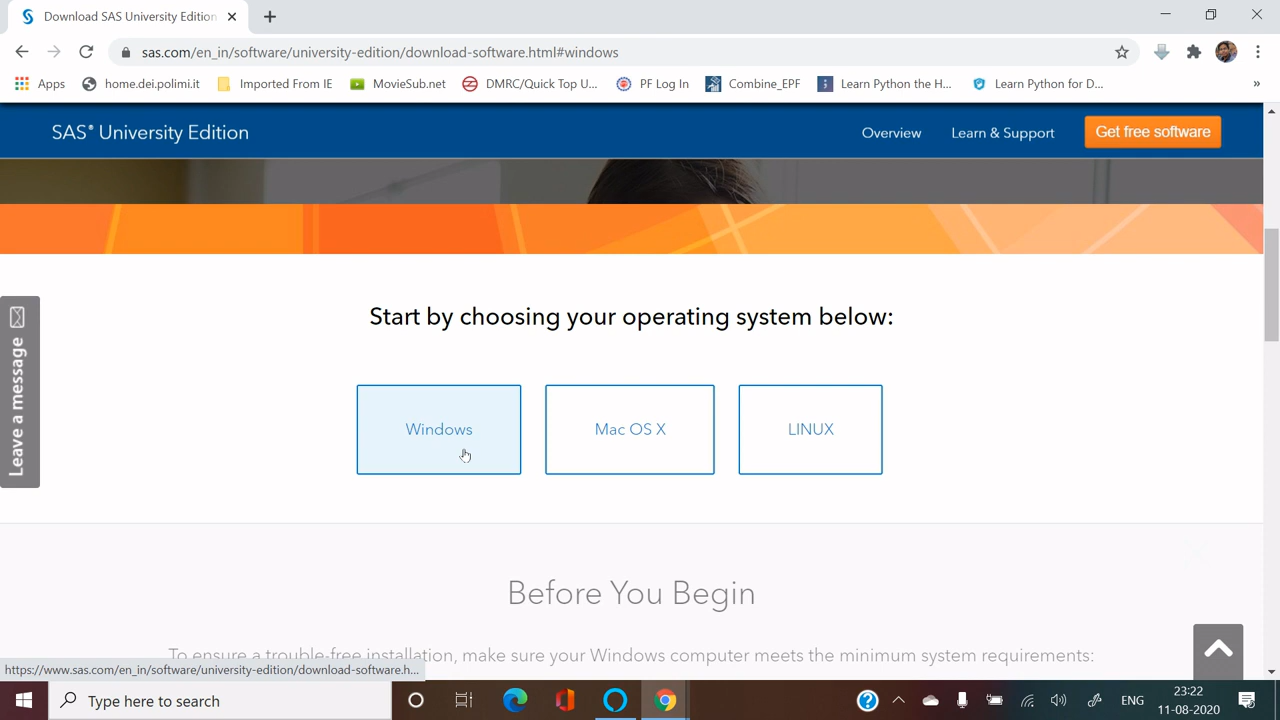 Download SAS University Edition
sas.com/en_in/software/university-edition/download-software.html#windows
Apps home.dei.polimi.it Imported From IE MovieSub.net DMRC/Quick Top U... PF Log In Combine_EPF Learn Python the H... Learn Python for D... »
SAS® University Edition Overview Learn & Support Get free software
Leave a message
Start by choosing your operating system below:
Windows Mac OS X LINUX
Before You Begin
To ensure a trouble-free installation, make sure your Windows computer meets the minimum system requirements:
https://www.sas.com/en_in/software/university-edition/download-software.h...
Type here to search
ENG
23:22
11-08-2020